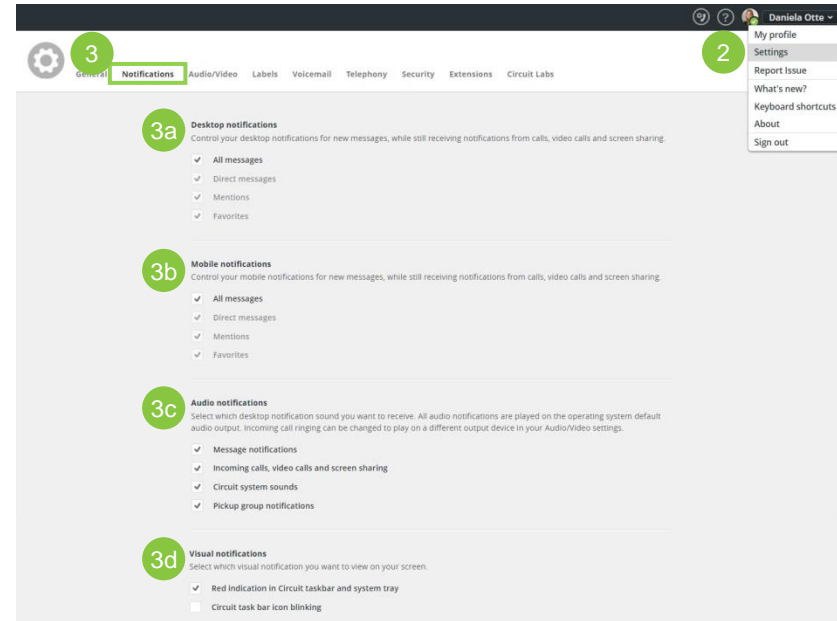 Daniela Otte
2
My profile
Settings
Report Issue
What's new?
Keyboard shortcuts
About
Sign out
3
General Notifications Audio/Video Labels Voicemail Telephony Security Extensions Circuit Labs
3a
Desktop notifications
Control your desktop notifications for new messages, while still receiving notifications from calls, video calls and screen sharing.
All messages
Direct messages
Mentions
Favorites
3b
Mobile notifications
Control your mobile notifications for new messages, while still receiving notifications from calls, video calls and screen sharing.
All messages
Direct messages
Mentions
Favorites
3c
Audio notifications
Select which desktop notification sound you want to receive. All audio notifications are played on the operating system default
audio output. Incoming call ringing can be changed to play on a different output device in your Audio/Video settings.
Message notifications
Incoming calls, video calls and screen sharing
Circuit system sounds
Pickup group notifications
3d
Visual notifications
Select which visual notification you want to view on your screen.
Red indication in Circuit taskbar and system tray
Circuit task bar icon blinking